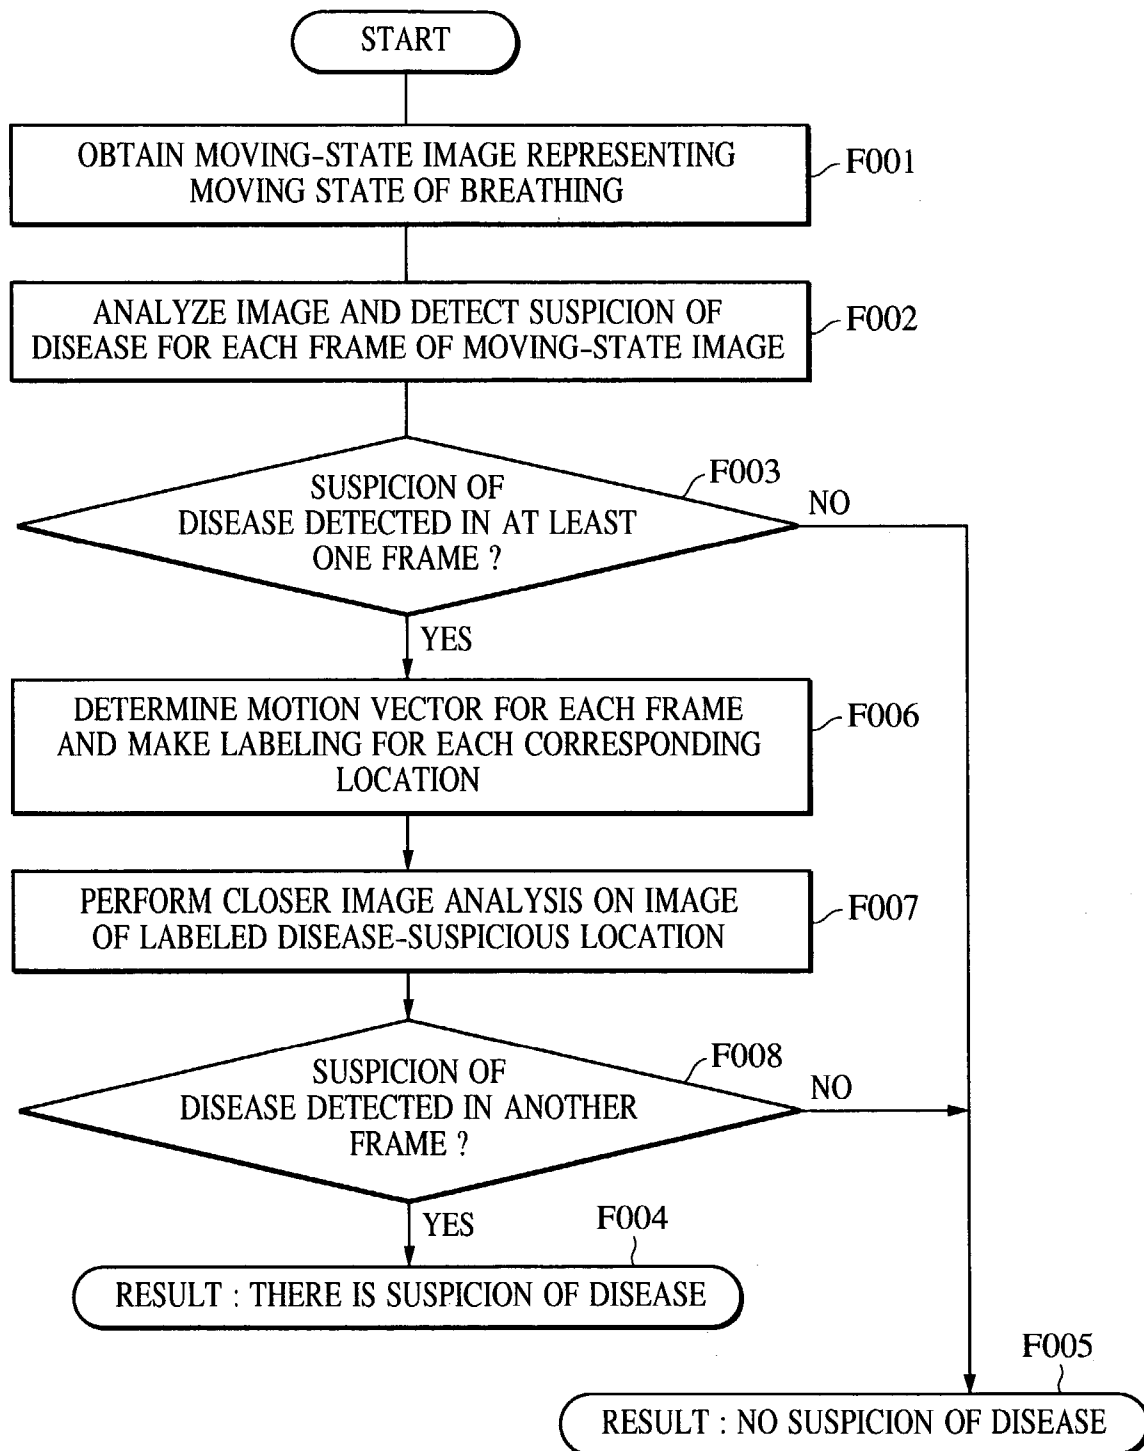 START
OBTAIN MOVING-STATE IMAGE REPRESENTING
MOVING STATE OF BREATHING
F001
ANALYZE IMAGE AND DETECT SUSPICION OF
DISEASE FOR EACH FRAME OF MOVING-STATE IMAGE
F002
SUSPICION OF
DISEASE DETECTED IN AT LEAST
ONE FRAME ?
F003
NO
YES
DETERMINE MOTION VECTOR FOR EACH FRAME
AND MAKE LABELING FOR EACH CORRESPONDING
LOCATION
F006
PERFORM CLOSER IMAGE ANALYSIS ON IMAGE
OF LABELED DISEASE-SUSPICIOUS LOCATION
F007
SUSPICION OF
DISEASE DETECTED IN ANOTHER
FRAME ?
F008
NO
YES
F004
RESULT : THERE IS SUSPICION OF DISEASE
F005
RESULT : NO SUSPICION OF DISEASE